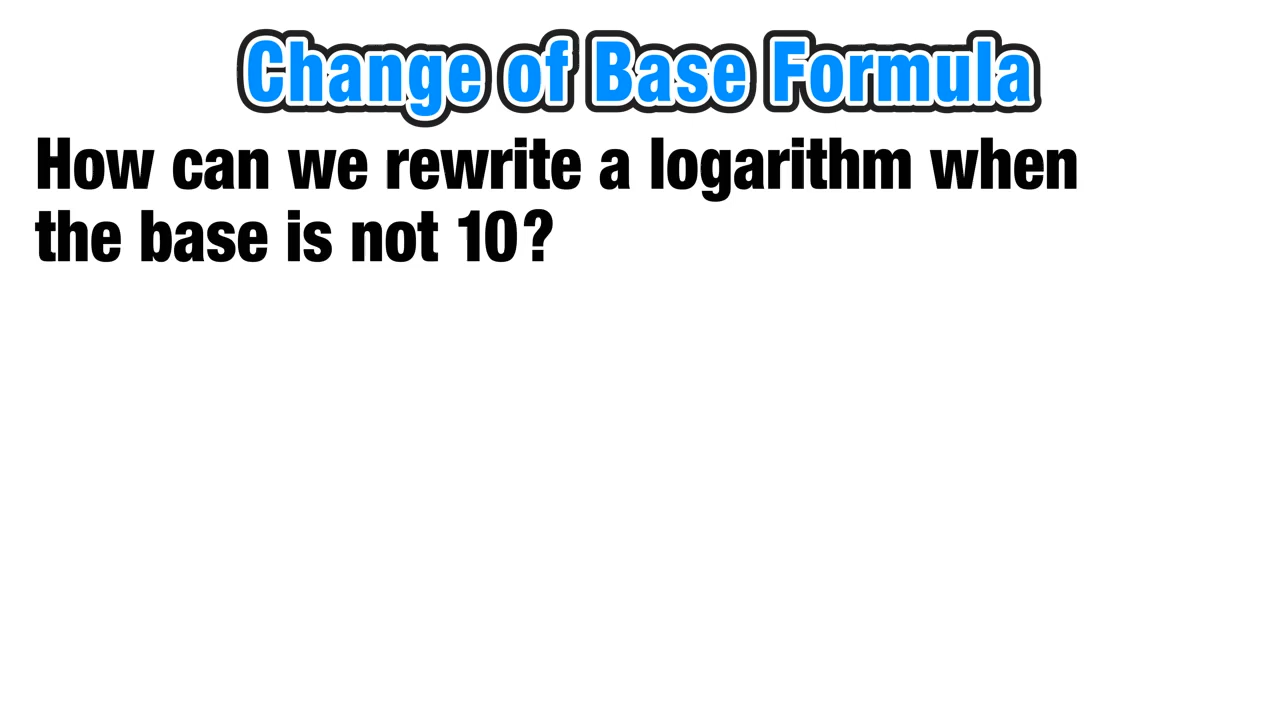 Change of Base Formula
How can we rewrite a logarithm when
the base is not 10?